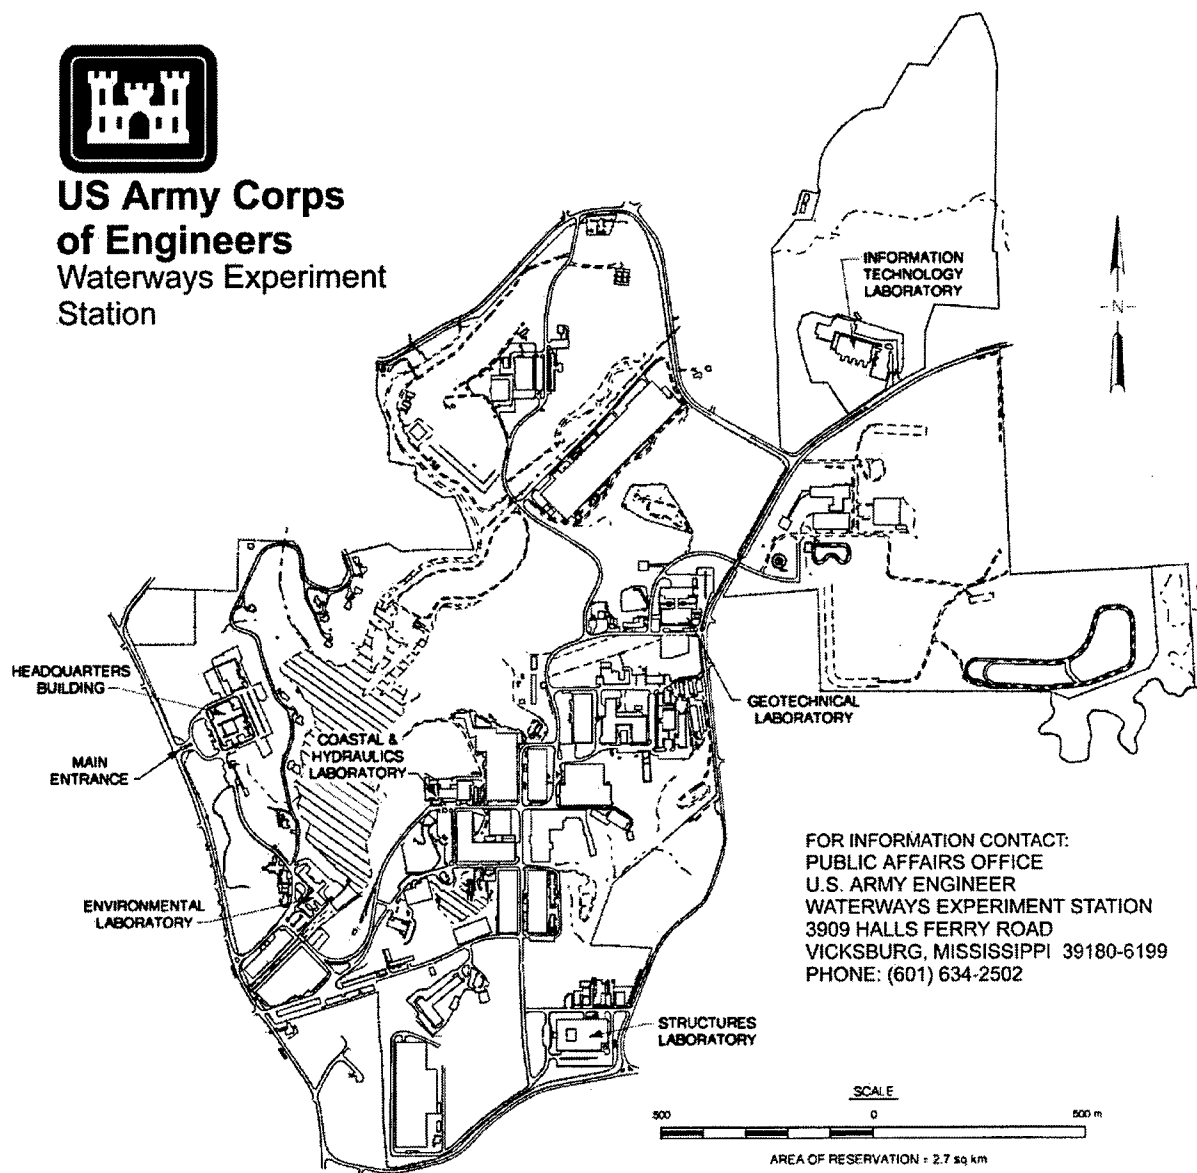 US Army Corps
of Engineers
Waterways Experiment
Station
INFORMATION
TECHNOLOGY
LABORATORY
N
HEADQUARTERS
BUILDING
MAIN
ENTRANCE
COASTAL &
HYDRAULICS
LABORATORY
GEOTECHNICAL
LABORATORY
ENVIRONMENTAL
LABORATORY
STRUCTURES
LABORATORY
FOR INFORMATION CONTACT:
PUBLIC AFFAIRS OFFICE
U.S. ARMY ENGINEER
WATERWAYS EXPERIMENT STATION
3909 HALLS FERRY ROAD
VICKSBURG, MISSISSIPPI 39180-6199
PHONE: (601) 634-2502
SCALE
500 0 500 m
AREA OF RESERVATION = 2.7 sq km